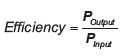 Efficiency = P_Output / P_Input